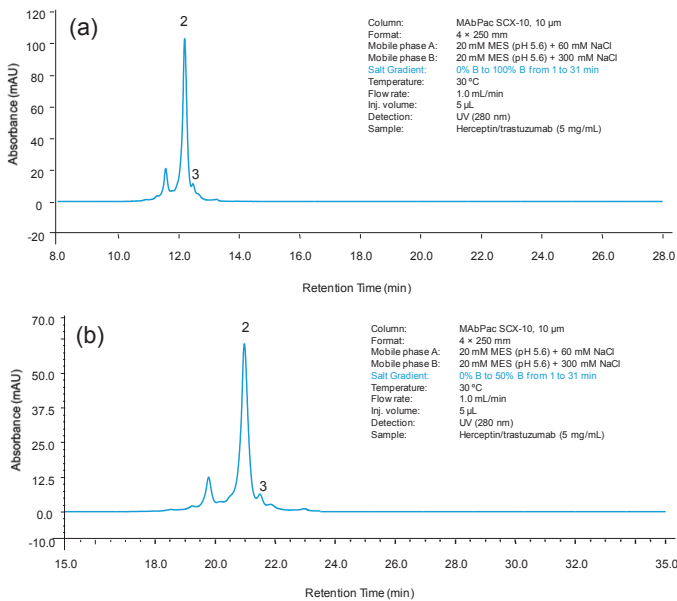 (a)
2
3
Column: MAbPac SCX-10, 10 µm
Format: 4 × 250 mm
Mobile phase A: 20 mM MES (pH 5.6) + 60 mM NaCl
Mobile phase B: 20 mM MES (pH 5.6) + 300 mM NaCl
Salt Gradient: 0% B to 100% B from 1 to 31 min
Temperature: 30 ºC
Flow rate: 1.0 mL/min
Inj. volume: 5 µL
Detection: UV (280 nm)
Sample: Herceptin/trastuzumab (5 mg/mL)
Absorbance (mAU)
120
100
80
60
40
20
0
-20
8.0 10.0 12.0 14.0 16.0 18.0 20.0 22.0 24.0 26.0 28.0
Retention Time (min)
(b)
2
3
Column: MAbPac SCX-10, 10 µm
Format: 4 × 250 mm
Mobile phase A: 20 mM MES (pH 5.6) + 60 mM NaCl
Mobile phase B: 20 mM MES (pH 5.6) + 300 mM NaCl
Salt Gradient: 0% B to 50% B from 1 to 31 min
Temperature: 30 ºC
Flow rate: 1.0 mL/min
Inj. volume: 5 µL
Detection: UV (280 nm)
Sample: Herceptin/trastuzumab (5 mg/mL)
Absorbance (mAU)
70.0
50.0
37.5
25.0
12.5
0.0
-10.0
15.0 20.0 22.0 24.0 26.0 28.0 30.0 32.0 35.0
Retention Time (min)